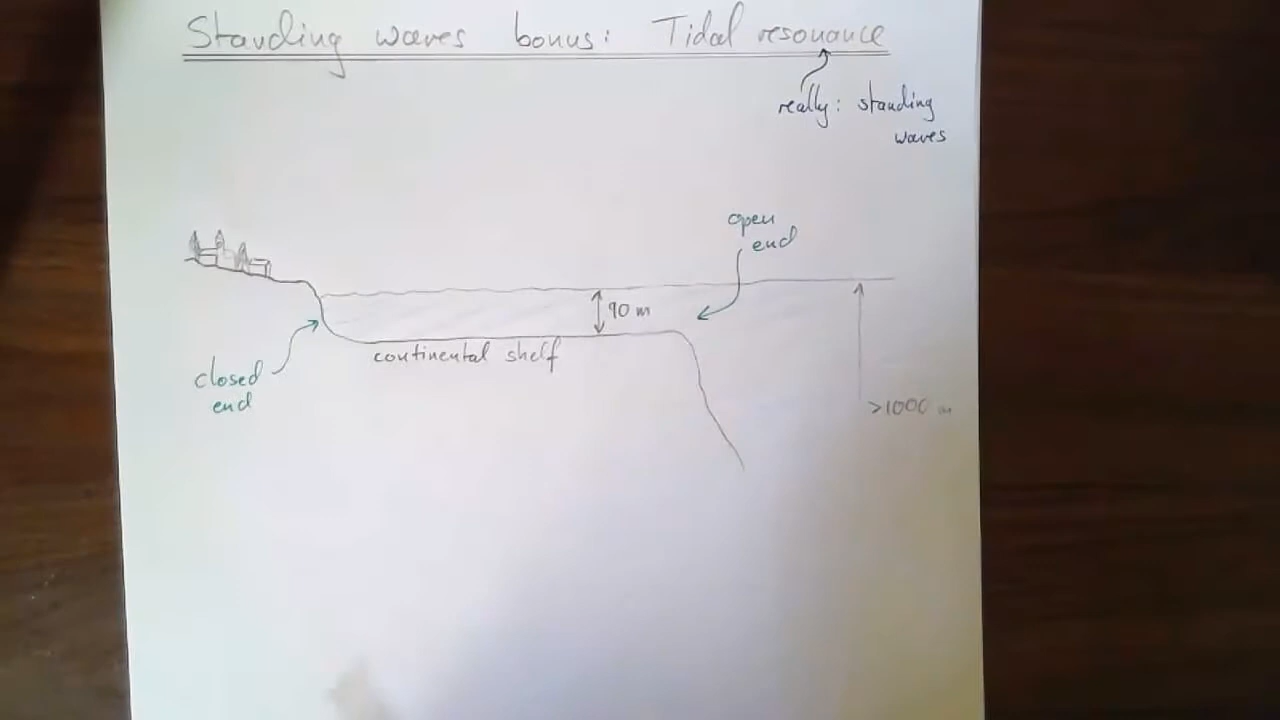 Standing waves bonus: Tidal resonance
really: standing
waves
open
end
90 m
continental shelf
closed
end
>1000 m